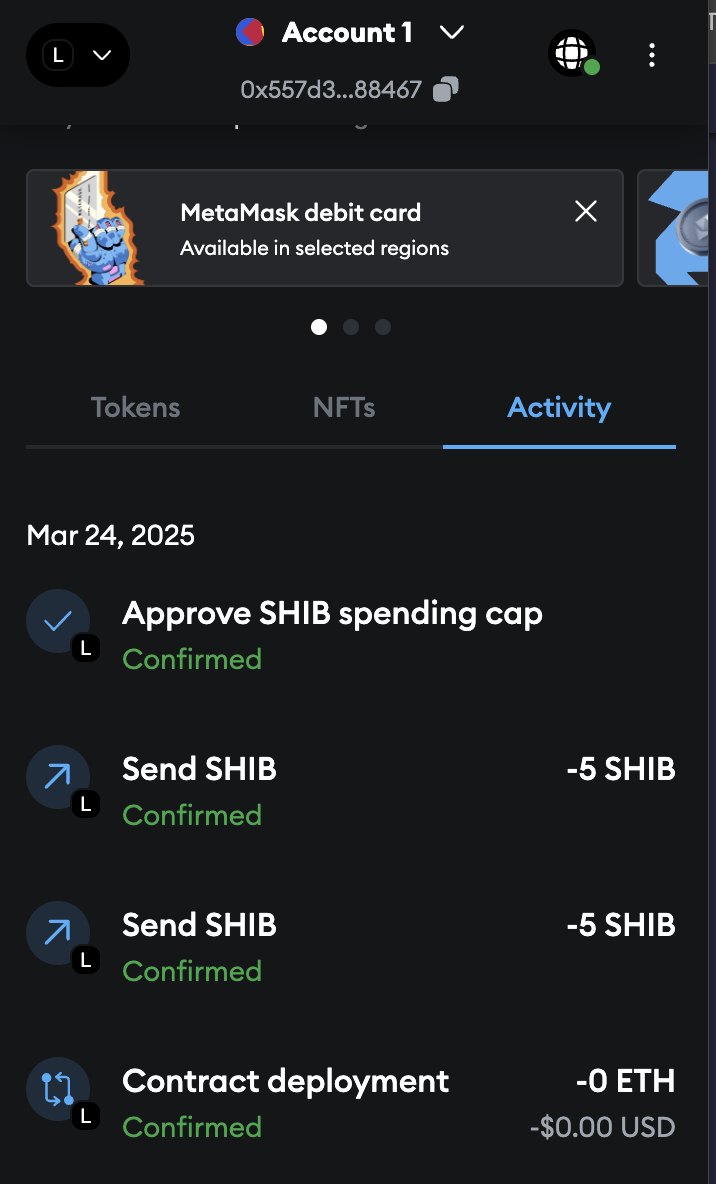 L
Account 1
0x557d3...88467
MetaMask debit card
Available in selected regions
Tokens
NFTs
Activity
Mar 24, 2025
Approve SHIB spending cap
L
Confirmed
Send SHIB
-5 SHIB
L
Confirmed
Send SHIB
-5 SHIB
L
Confirmed
Contract deployment
-0 ETH
L
Confirmed
-$0.00 USD